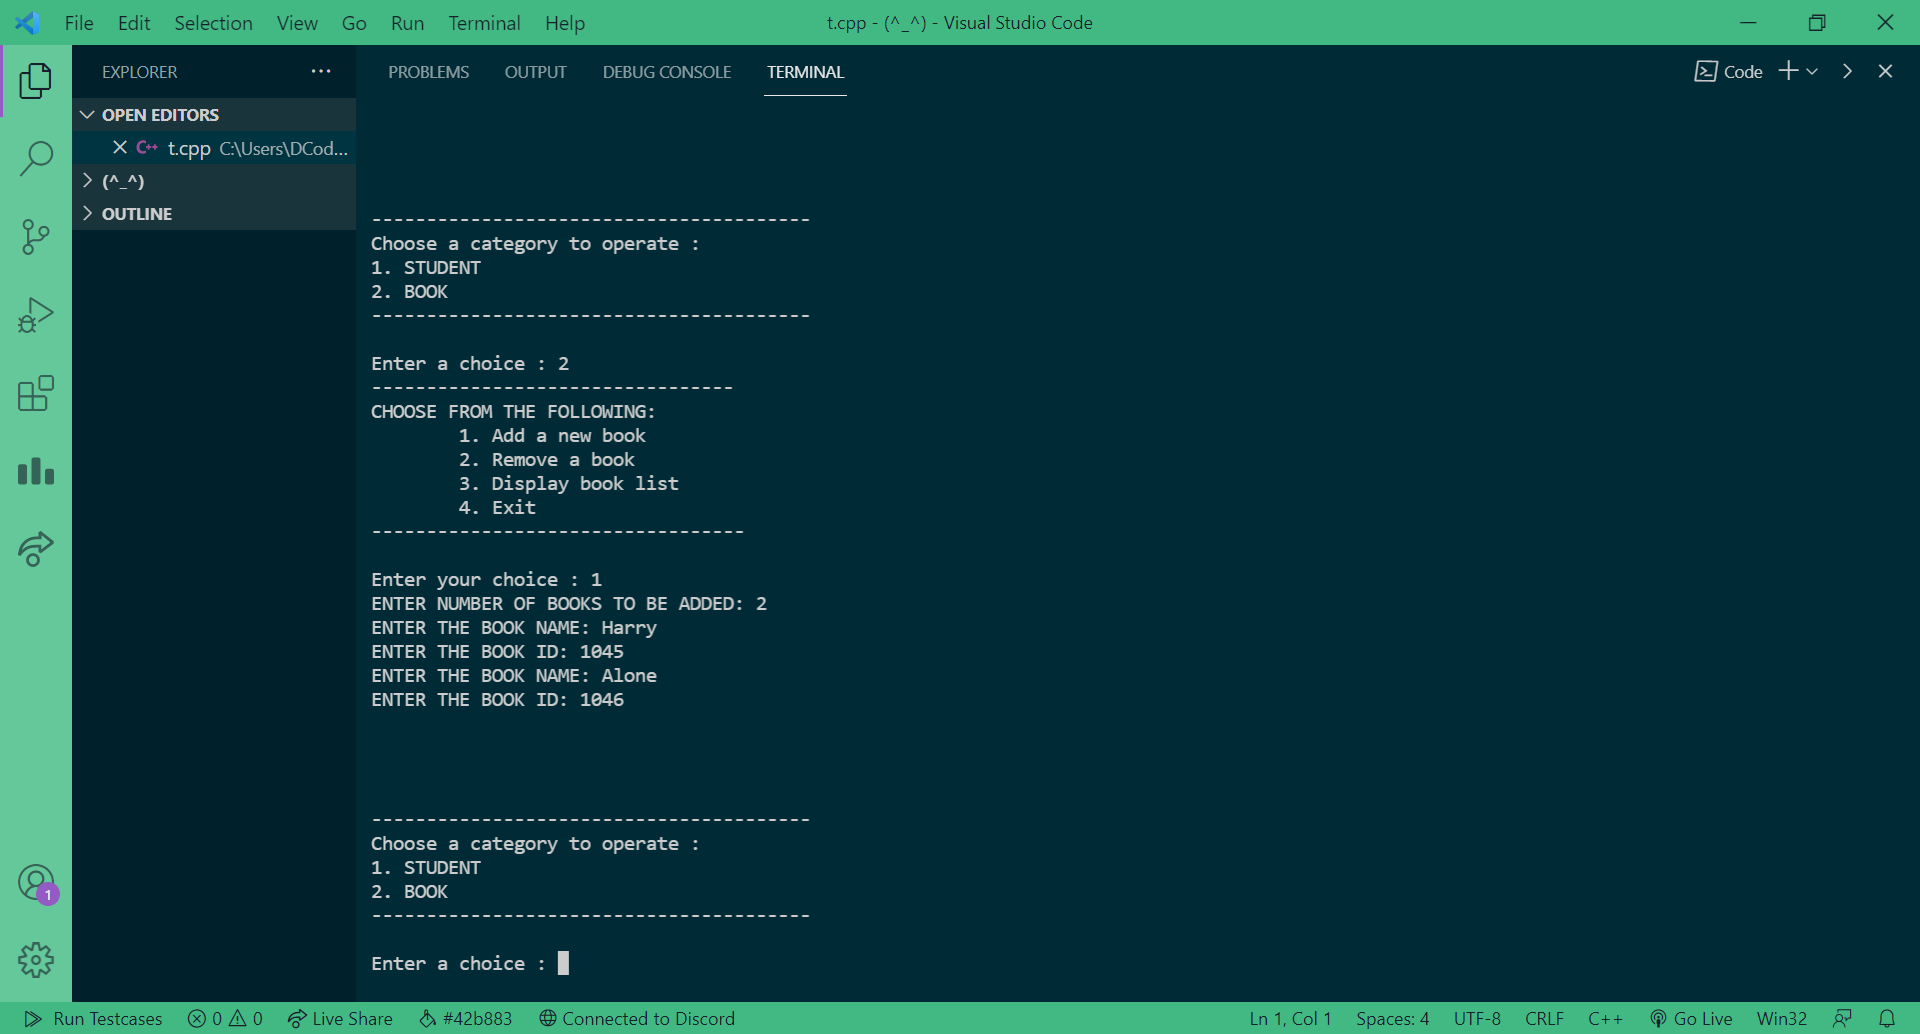 File Edit Selection View Go Run Terminal Help t.cpp - (^_^) - Visual Studio Code
EXPLORER ··· PROBLEMS OUTPUT DEBUG CONSOLE TERMINAL Code
OPEN EDITORS
C++ t.cpp C:\Users\DCod...
(^_^)
OUTLINE
----------------------------------------
Choose a category to operate :
1. STUDENT
2. BOOK
----------------------------------------
Enter a choice : 2
---------------------------------
CHOOSE FROM THE FOLLOWING:
1. Add a new book
2. Remove a book
3. Display book list
4. Exit
----------------------------------
Enter your choice : 1
ENTER NUMBER OF BOOKS TO BE ADDED: 2
ENTER THE BOOK NAME: Harry
ENTER THE BOOK ID: 1045
ENTER THE BOOK NAME: Alone
ENTER THE BOOK ID: 1046
----------------------------------------
Choose a category to operate :
1. STUDENT
2. BOOK
----------------------------------------
1
Enter a choice :
Run Testcases 0 0 Live Share #42b883 Connected to Discord Ln 1, Col 1 Spaces: 4 UTF-8 CRLF C++ Go Live Win32